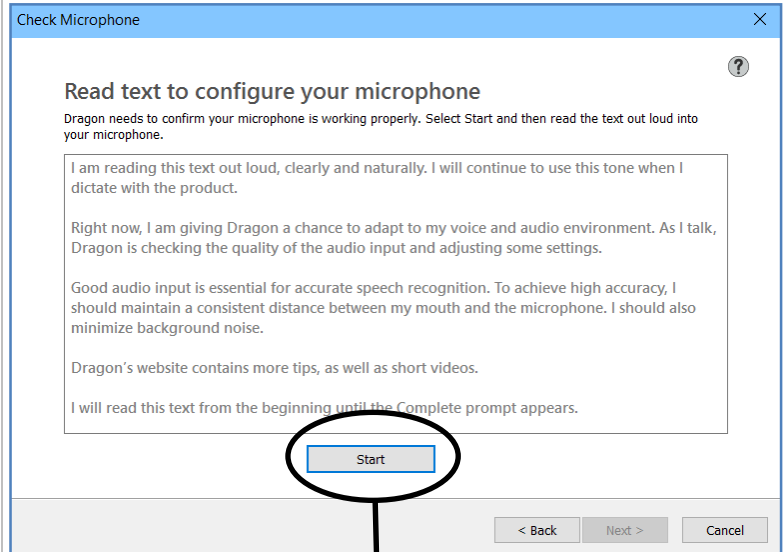 Check Microphone
?
Read text to configure your microphone
Dragon needs to confirm your microphone is working properly. Select Start and then read the text out loud into
your microphone.
I am reading this text out loud, clearly and naturally. I will continue to use this tone when I
dictate with the product.
Right now, I am giving Dragon a chance to adapt to my voice and audio environment. As I talk,
Dragon is checking the quality of the audio input and adjusting some settings.
Good audio input is essential for accurate speech recognition. To achieve high accuracy, I
should maintain a consistent distance between my mouth and the microphone. I should also
minimize background noise.
Dragon’s website contains more tips, as well as short videos.
I will read this text from the beginning until the Complete prompt appears.
Start
< Back Next > Cancel